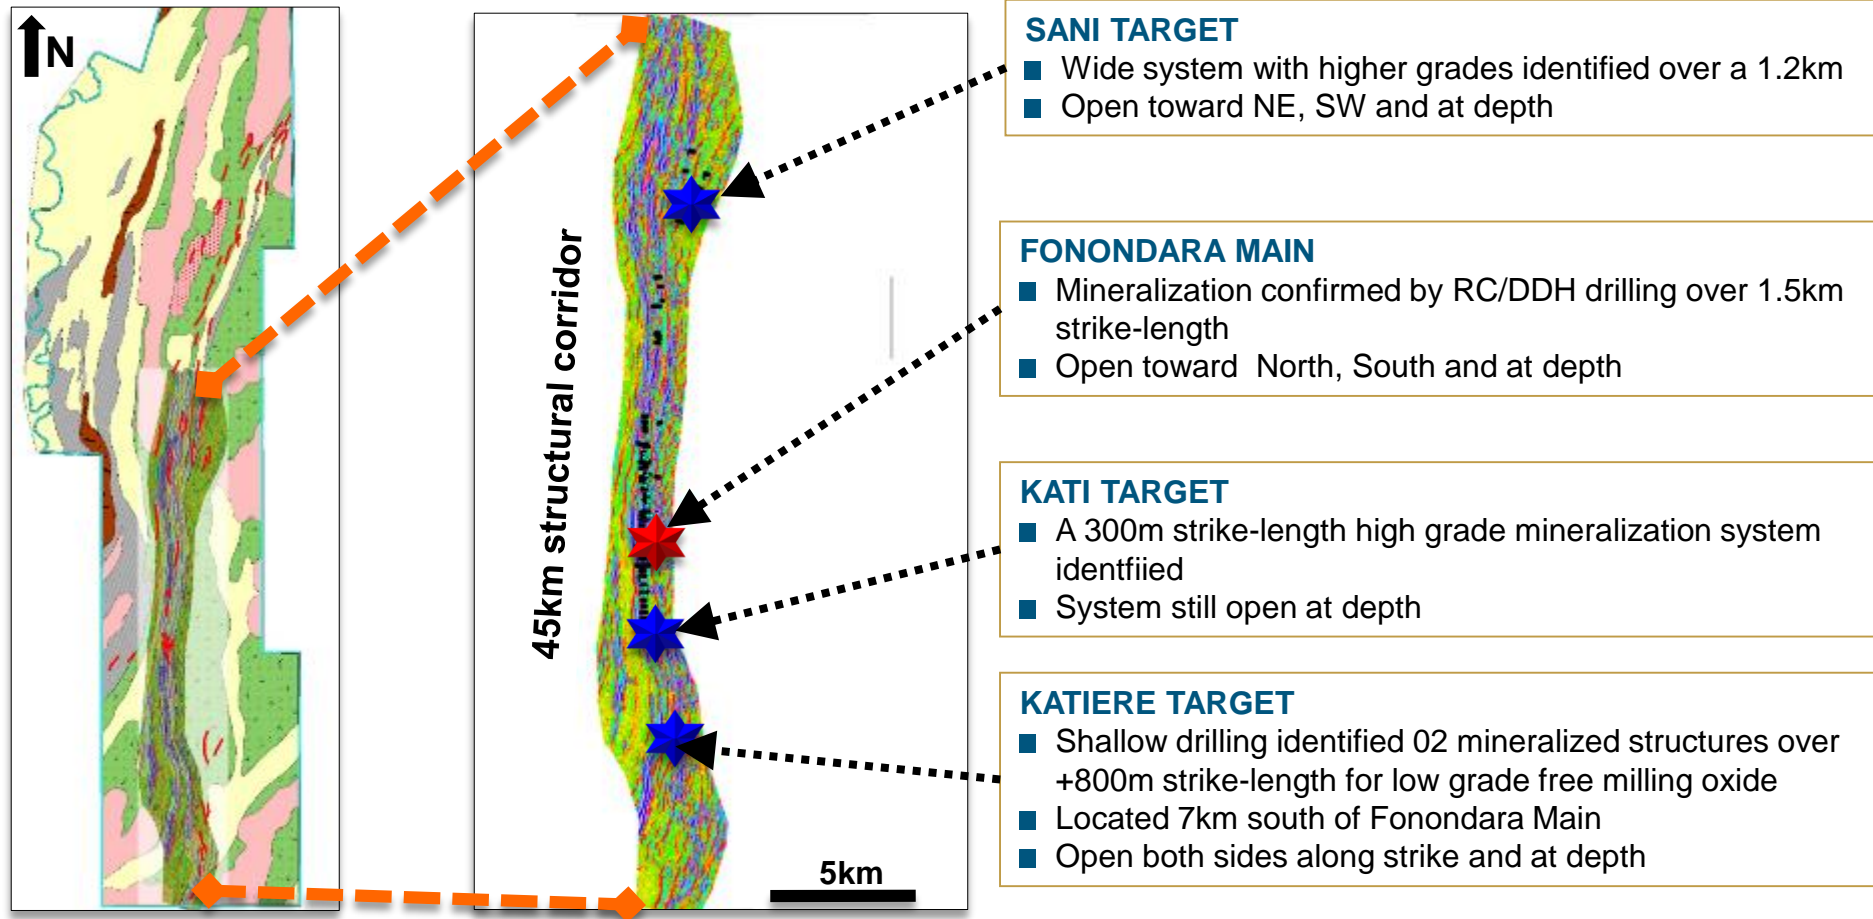 N
45km structural corridor
5km
SANI TARGET
Wide system with higher grades identified over a 1.2km
Open toward NE, SW and at depth
FONONDARA MAIN
Mineralization confirmed by RC/DDH drilling over 1.5km
strike-length
Open toward  North, South and at depth
KATI TARGET
A 300m strike-length high grade mineralization system
identfiied
System still open at depth
KATIERE TARGET
Shallow drilling identified 02 mineralized structures over
+800m strike-length for low grade free milling oxide
Located 7km south of Fonondara Main
Open both sides along strike and at depth